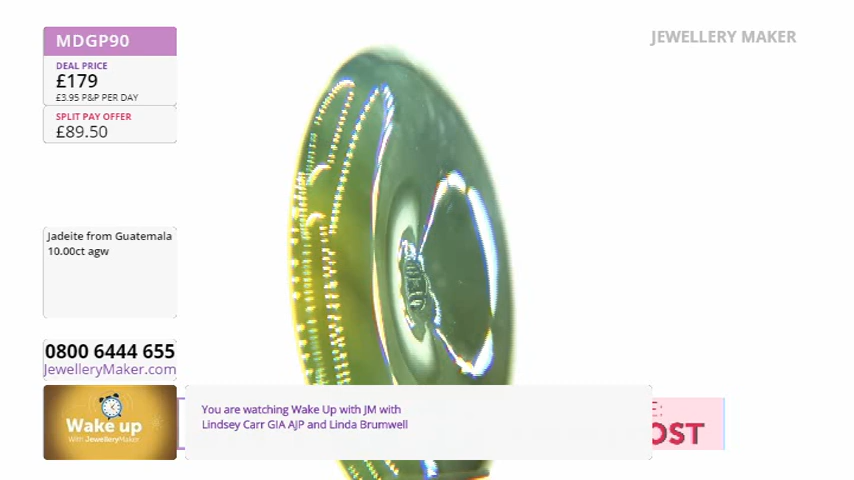 MDGP90
DEAL PRICE
£179
£3.95 P&P PER DAY
SPLIT PAY OFFER
£89.50
JEWELLERY MAKER
Jadeite from Guatemala
10.00ct agw
0800 6444 655
JewelleryMaker.com
Wake up
With JewelleryMaker
You are watching Wake Up with JM with
Lindsey Carr GIA AJP and Linda Brumwell
E:
OST